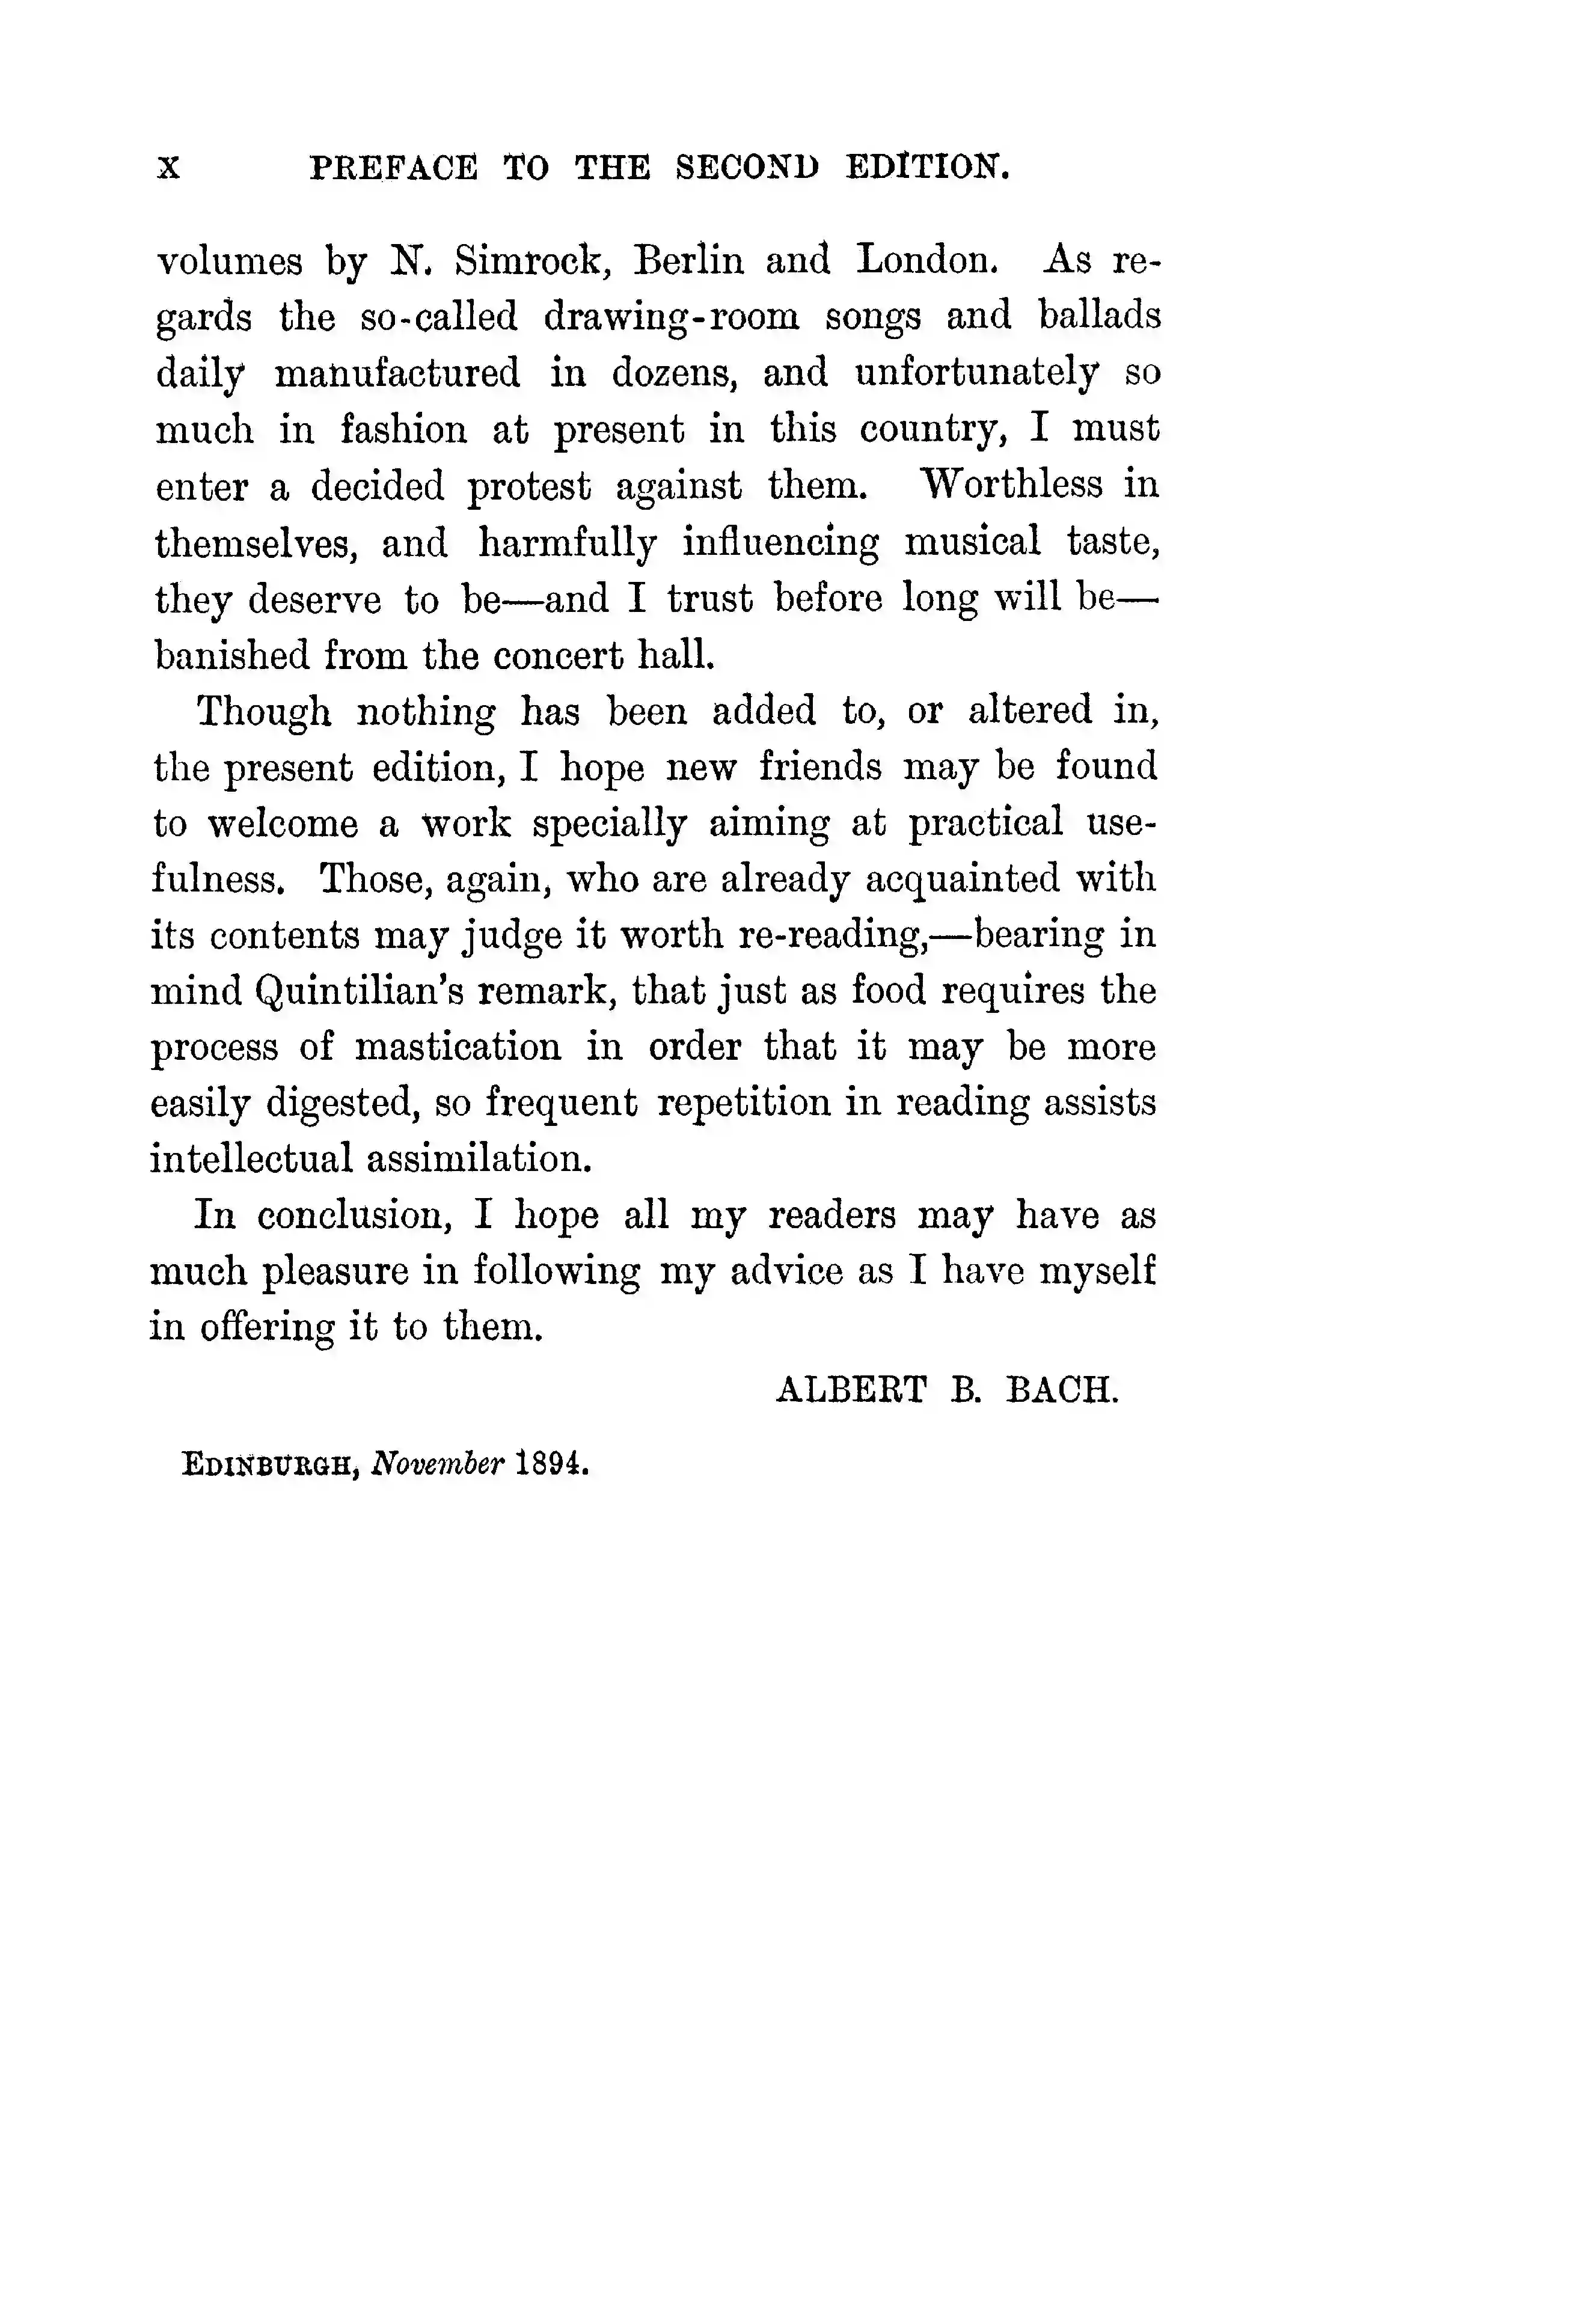 x PREFACE TO THE SECOND EDITION.
volumes by N. Simrock, Berlin and London. As re-
gards the so-called drawing-room songs and ballads
daily manufactured in dozens, and unfortunately so
much in fashion at present in this country, I must
enter a decided protest against them. Worthless in
themselves, and harmfully influencing musical taste,
they deserve to be—and I trust before long will be—
banished from the concert hall.
Though nothing has been added to, or altered in,
the present edition, I hope new friends may be found
to welcome a work specially aiming at practical use-
fulness. Those, again, who are already acquainted with
its contents may judge it worth re-reading,—bearing in
mind Quintilian's remark, that just as food requires the
process of mastication in order that it may be more
easily digested, so frequent repetition in reading assists
intellectual assimilation.
In conclusion, I hope all my readers may have as
much pleasure in following my advice as I have myself
in offering it to them.
ALBERT B. BACH.
EDINBURGH, November 1894.